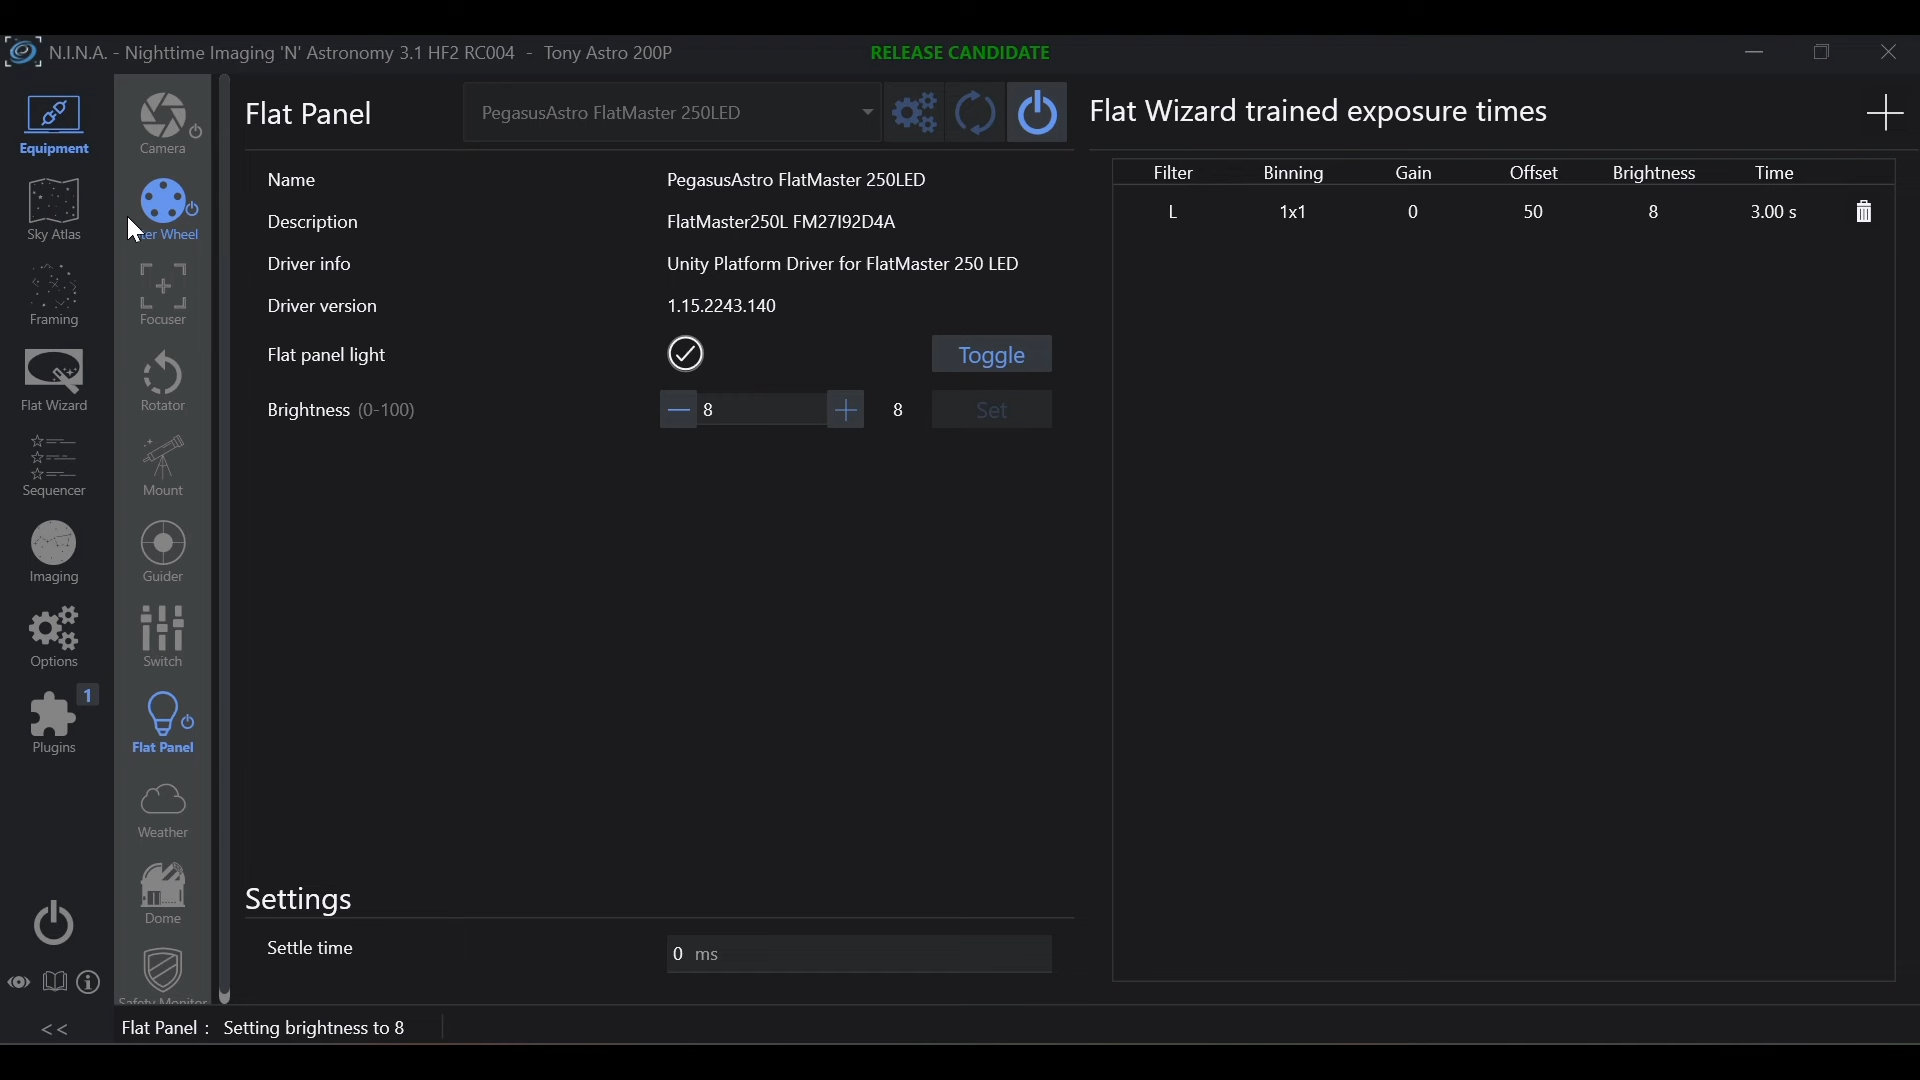 N.I.N.A. - Nighttime Imaging 'N' Astronomy 3.1 HF2 RC004 - Tony Astro 200P
RELEASE CANDIDATE
Equipment
Sky Atlas
Framing
Flat Wizard
Sequencer
Imaging
Options
1
Plugins
<<
Camera
ter Wheel
Focuser
Rotator
Mount
Guider
Switch
Flat Panel
Weather
Dome
Safety Monitor
Flat Panel
PegasusAstro FlatMaster 250LED
Name PegasusAstro FlatMaster 250LED
Description FlatMaster250L FM27I92D4A
Driver info Unity Platform Driver for FlatMaster 250 LED
Driver version 1.15.2243.140
Flat panel light Toggle
Brightness (0-100) 8 8 Set
Settings
Settle time 0 ms
Flat Wizard trained exposure times
Filter Binning Gain Offset Brightness Time
L 1x1 0 50 8 3.00 s
Flat Panel : Setting brightness to 8